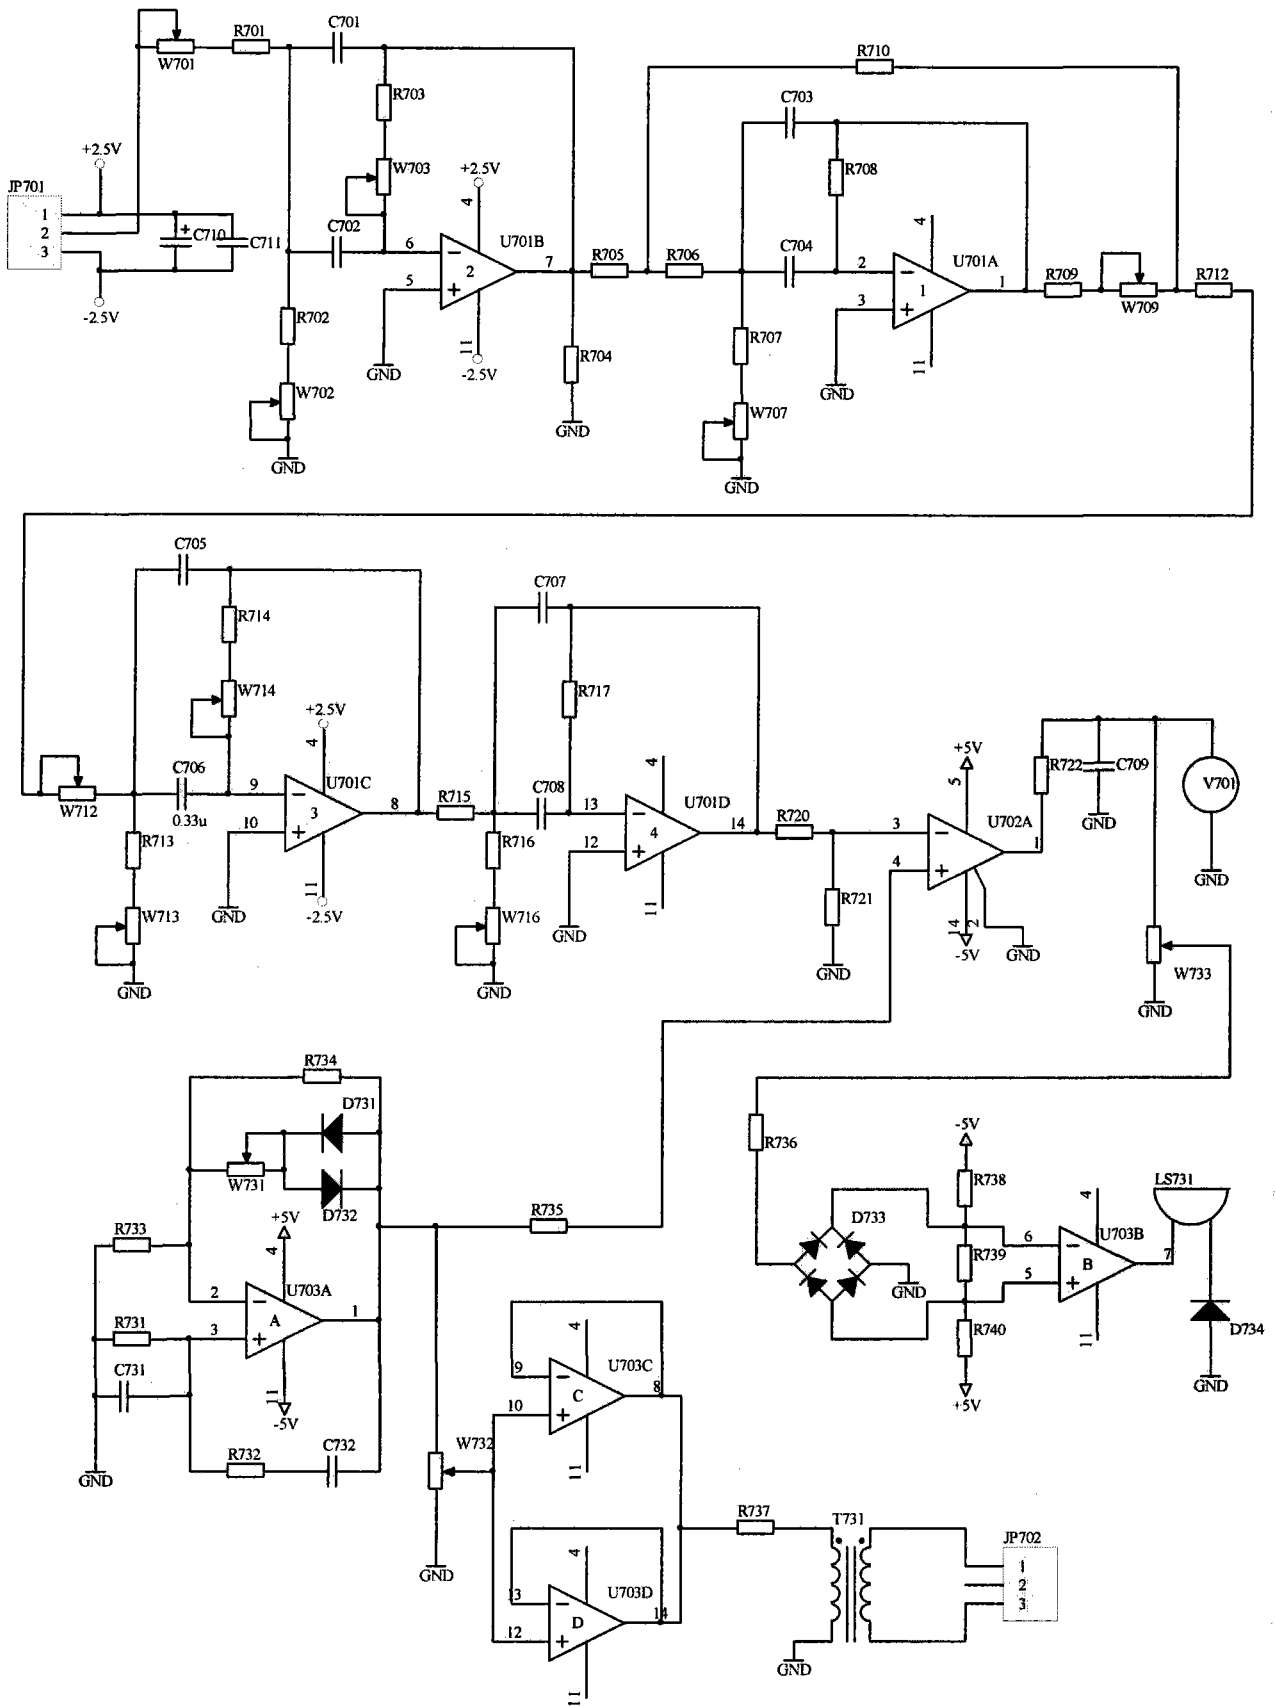 C701
R701
W701
R710
C703
R703
+2.5V
W703
+2.5V
R708
JP701
1
2
3
+
C710
C711
C702
4
6
5
−
+
2
U701B
7
R705
R706
C704
2
3
4
−
+
1
U701A
1
R709
W709
R712
-2.5V
R702
11
-2.5V
GND
R704
R707
11
GND
W702
GND
W707
GND
GND
C705
C707
R714
W714
+2.5V
4
R717
C706
0.33u
9
10
−
+
3
U701C
8
R715
C708
13
12
4
−
+
4
U701D
14
R720
+5V
5
3
4
−
+
U702A
1
R722
C709
V701
GND
W712
R713
11
-2.5V
GND
R716
11
GND
R721
14
2
-5V
GND
GND
W713
GND
W716
GND
GND
W733
GND
R734
D731
W731
D732
R735
R736
-5V
R738
LS731
R733
+5V
4
D733
4
U703B
2
3
−
+
A
U703A
1
R731
GND
R739
6
5
−
+
B
7
C731
11
-5V
R740
+5V
11
D734
GND
R732
C732
GND
W732
GND
9
10
4
−
+
C
U703C
8
11
R737
T731
JP702
1
2
3
13
12
4
−
+
D
U703D
14
11
GND